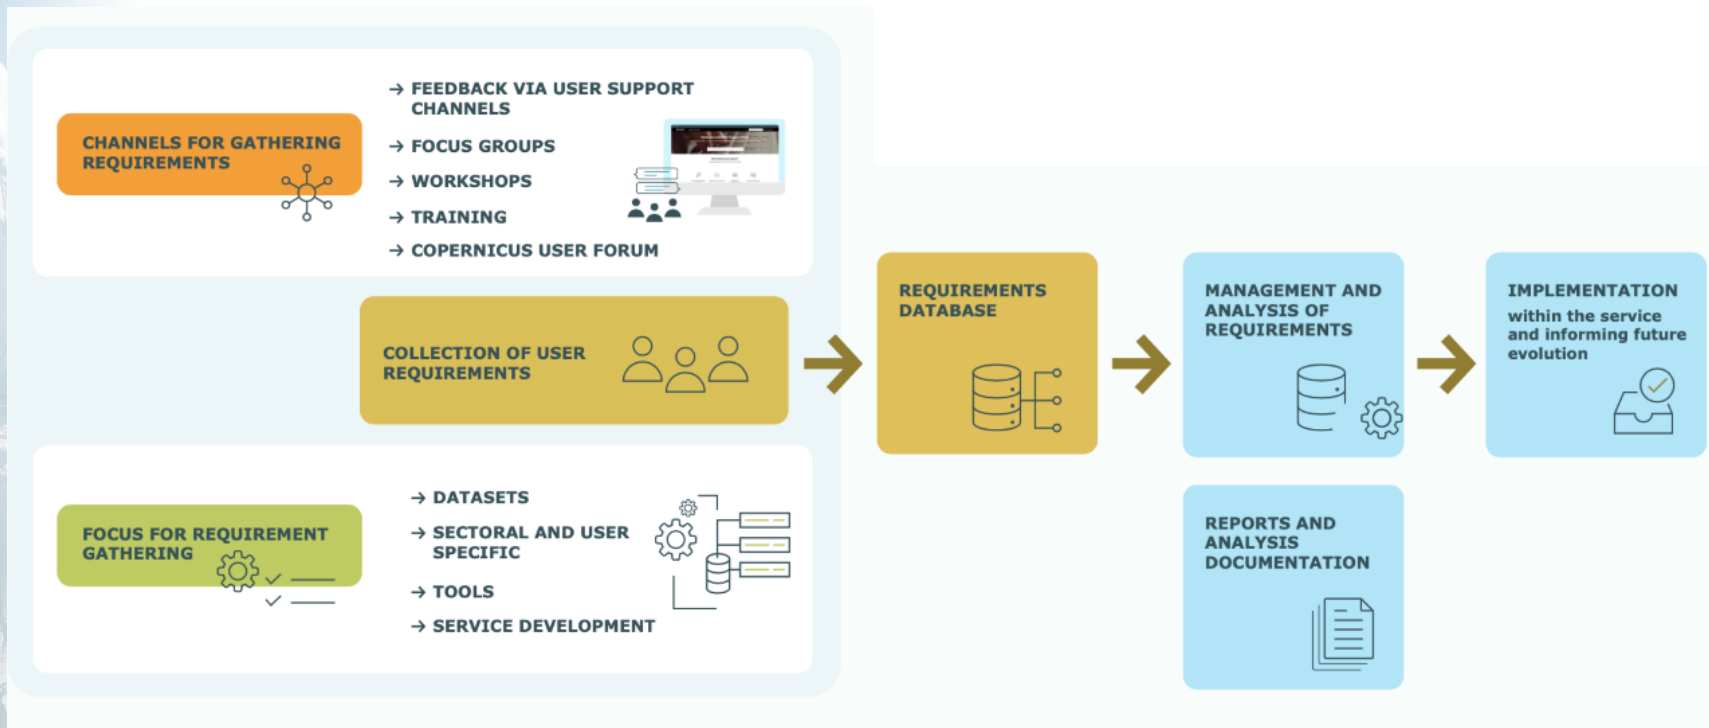 → FEEDBACK VIA USER SUPPORT
CHANNELS
CHANNELS FOR GATHERING
REQUIREMENTS
→ FOCUS GROUPS
→ WORKSHOPS
→ TRAINING
→ COPERNICUS USER FORUM
COLLECTION OF USER
REQUIREMENTS
FOCUS FOR REQUIREMENT
GATHERING
→ DATASETS
→ SECTORAL AND USER
SPECIFIC
→ TOOLS
→ SERVICE DEVELOPMENT
REQUIREMENTS
DATABASE
MANAGEMENT AND
ANALYSIS OF
REQUIREMENTS
REPORTS AND
ANALYSIS
DOCUMENTATION
IMPLEMENTATION
within the service
and informing future
evolution